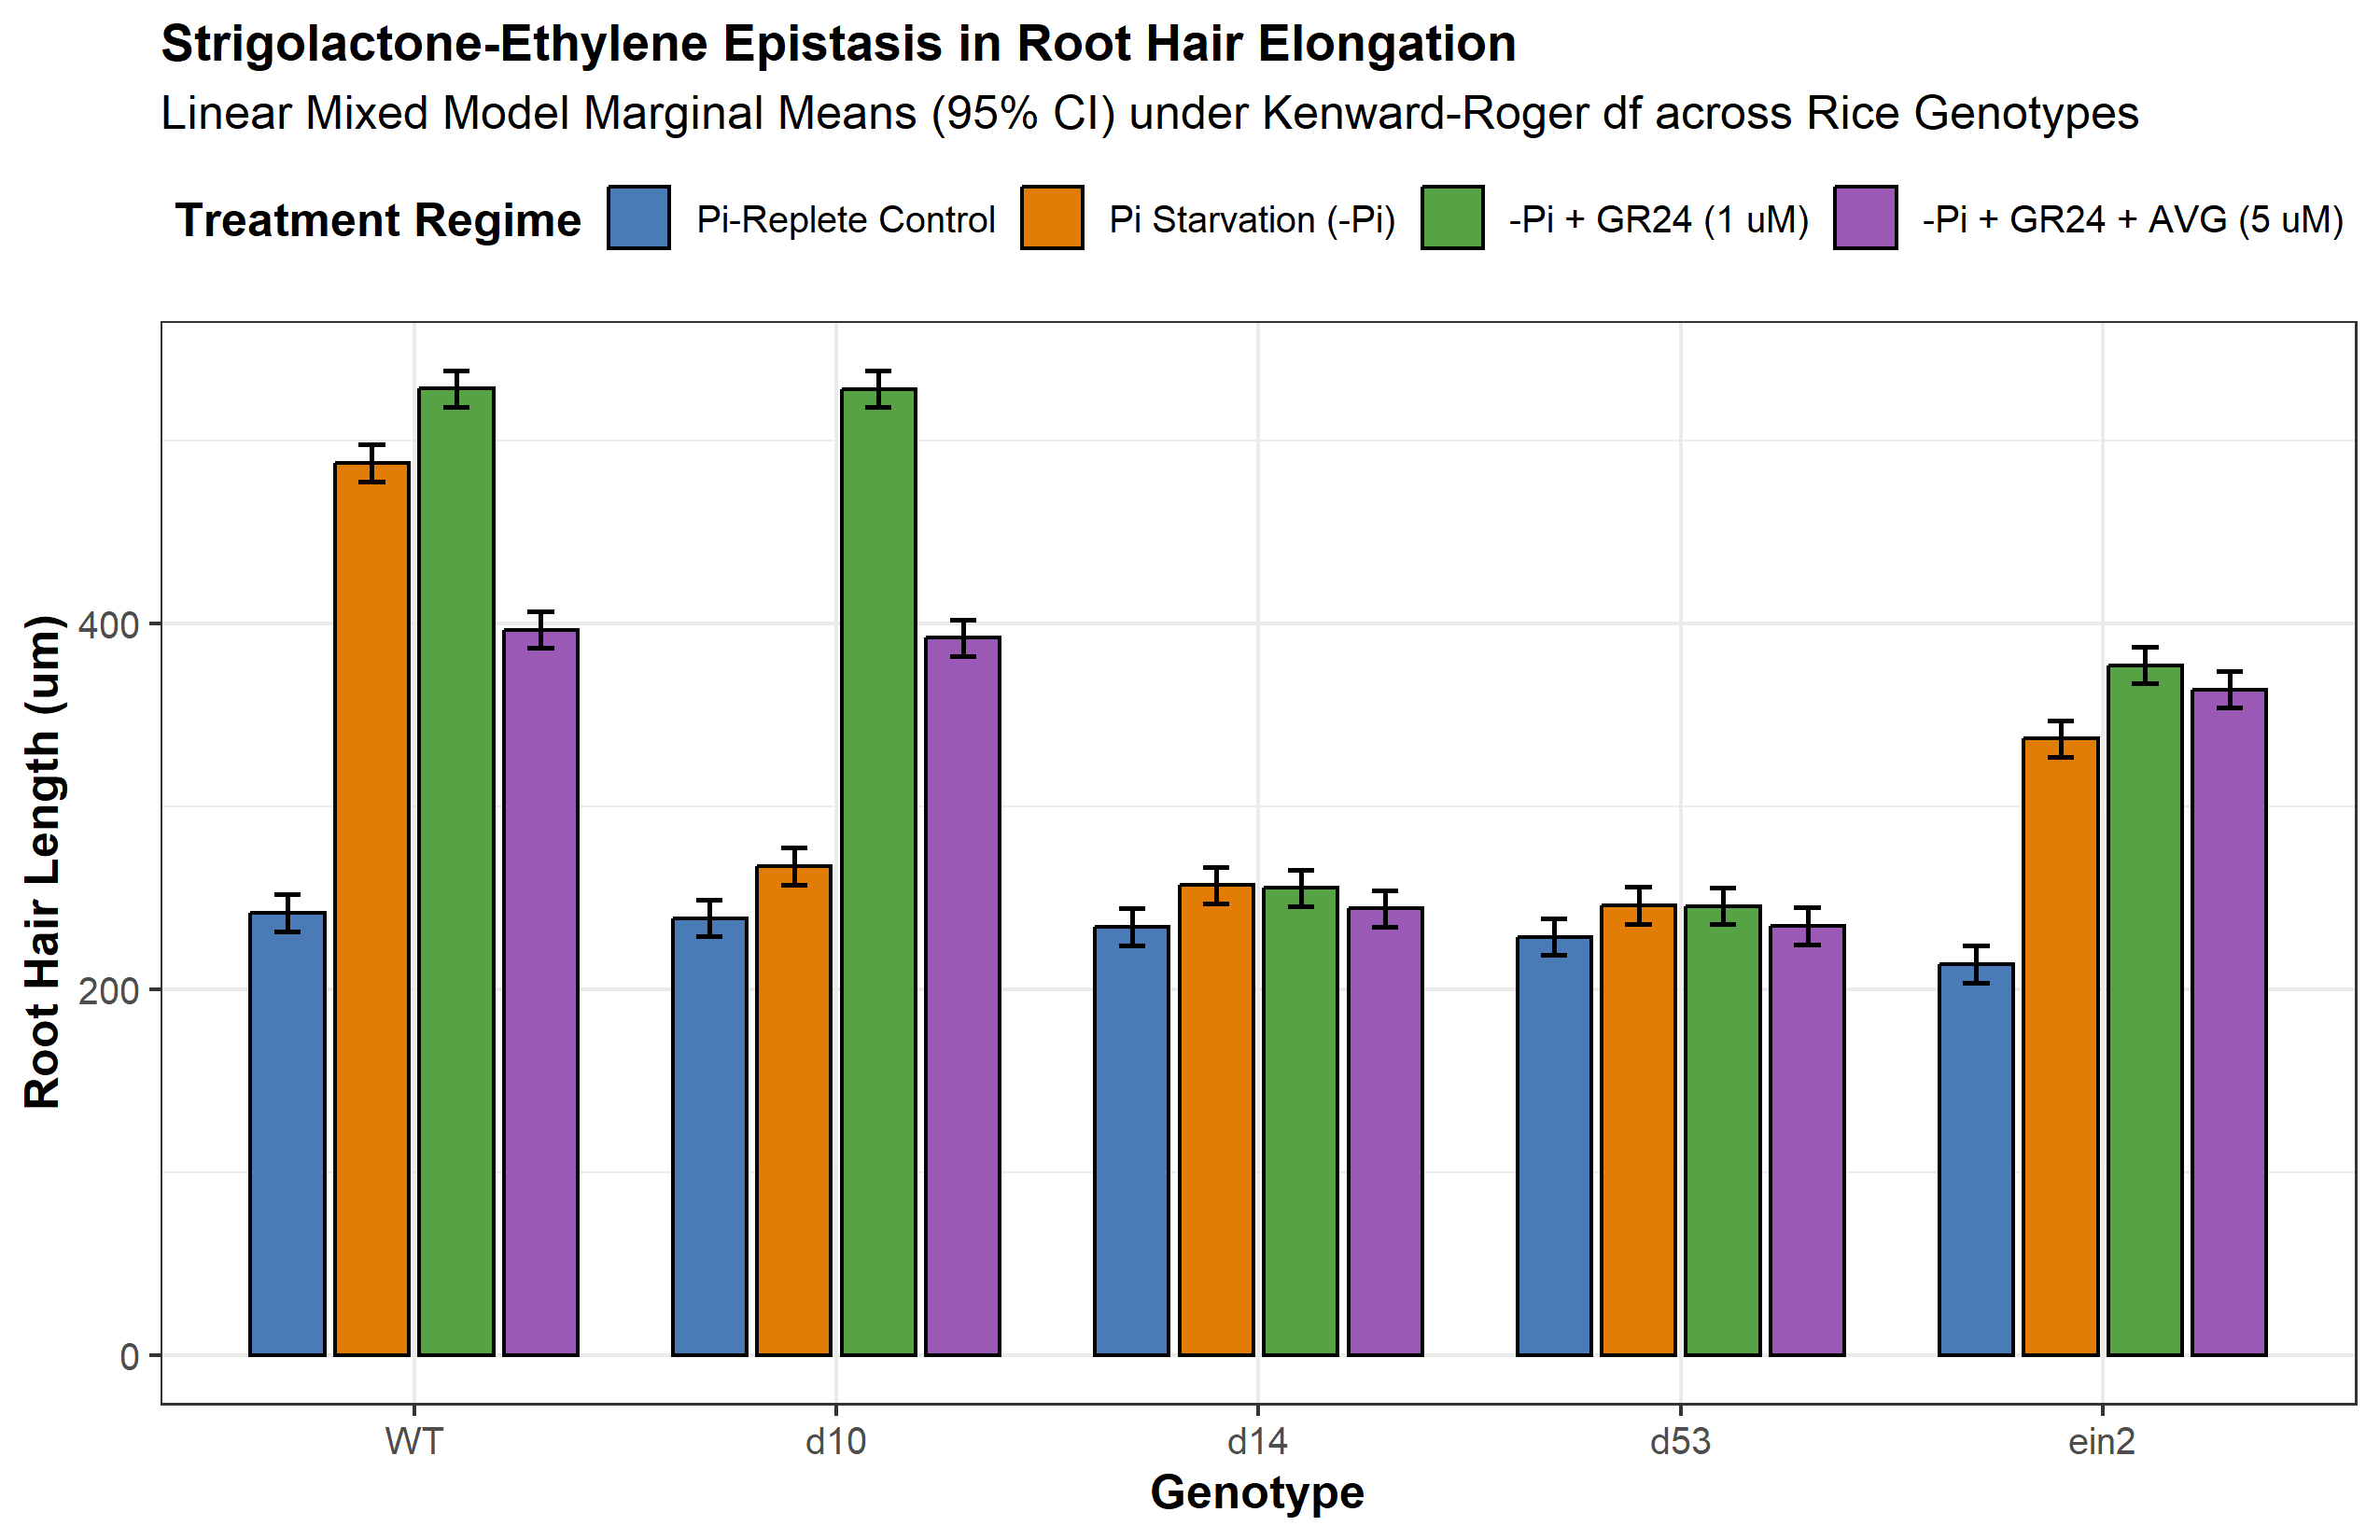 Strigolactone-Ethylene Epistasis in Root Hair Elongation
Linear Mixed Model Marginal Means (95% CI) under Kenward-Roger df across Rice Genotypes
Treatment Regime Pi-Replete Control Pi Starvation (-Pi) -Pi + GR24 (1 uM) -Pi + GR24 + AVG (5 uM)
Root Hair Length (um)
400
200
0
WT d10 d14 d53 ein2
Genotype